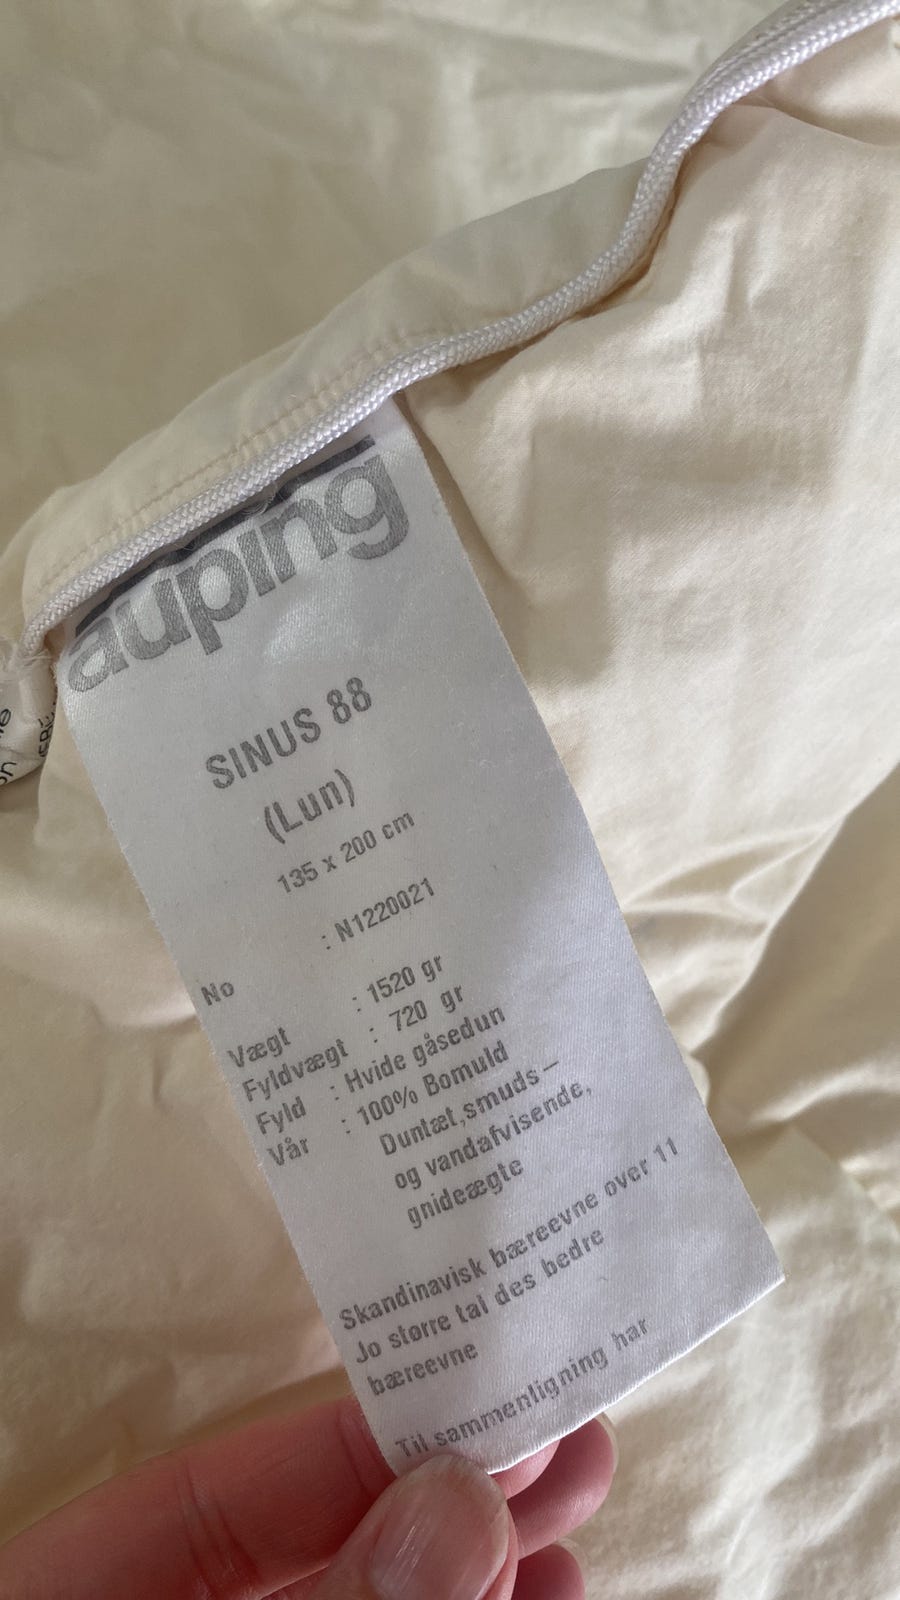 auping
SINUS 88
(Lun)
135 x 200 cm
No : N1220021
Vægt : 1520 gr
Fyldvægt : 720 gr
Fyld : Hvide gåsedun
Vår : 100% Bomuld
Duntæt,smuds–
og vandafvisende,
gnideægte
Skandinavisk bæreevne over 11
Jo større tal des bedre
bæreevne
Til sammenligning har